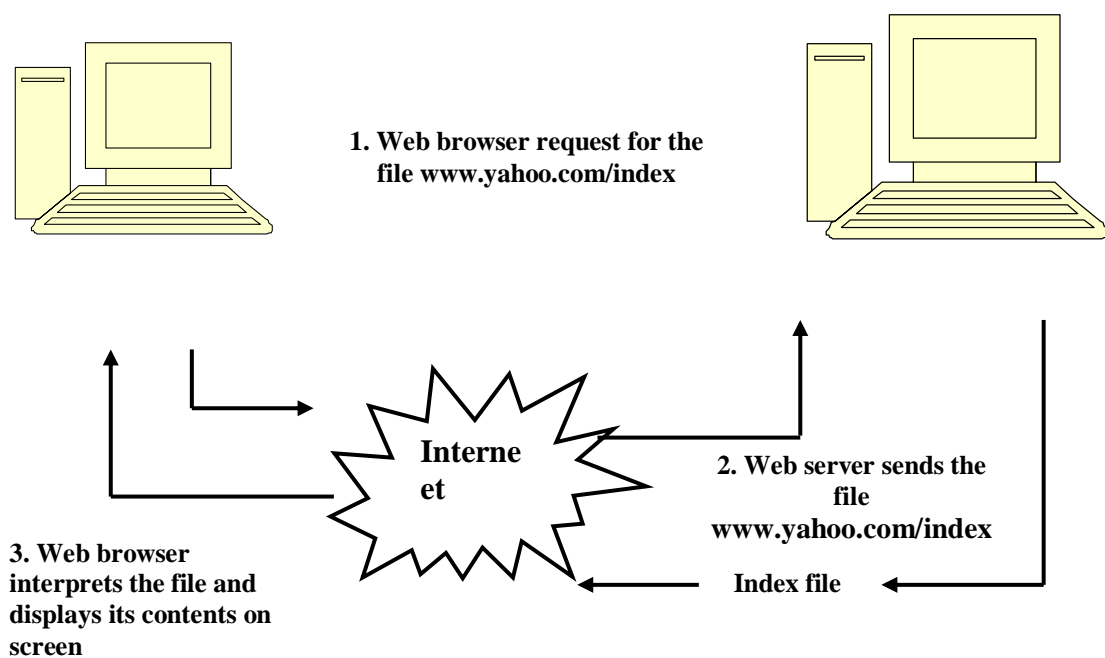 1. Web browser request for the
file www.yahoo.com/index
Interne
et
2. Web server sends the
file
www.yahoo.com/index
Index file
3. Web browser
interprets the file and
displays its contents on
screen